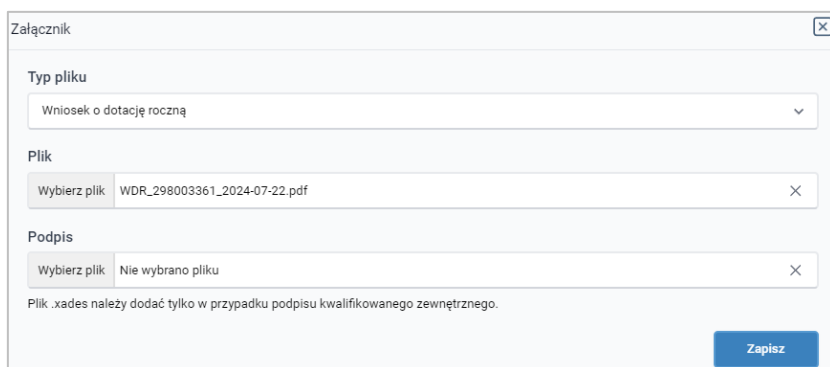 Załącznik
Typ pliku
Wniosek o dotację roczną
Plik
Wybierz plik WDR_298003361_2024-07-22.pdf
Podpis
Wybierz plik Nie wybrano pliku
Plik .xades należy dodać tylko w przypadku podpisu kwalifikowanego zewnętrznego.
Zapisz